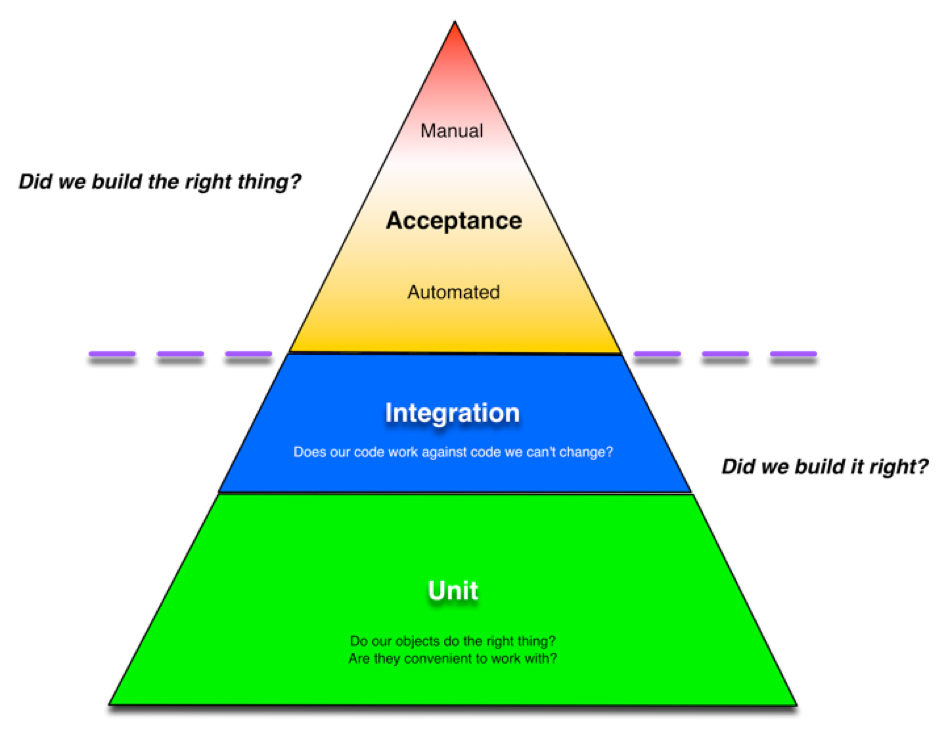 Manual
Did we build the right thing?
Acceptance
Automated
Integration
Does our code work against code we can't change?
Did we build it right?
Unit
Do our objects do the right thing?
Are they convenient to work with?